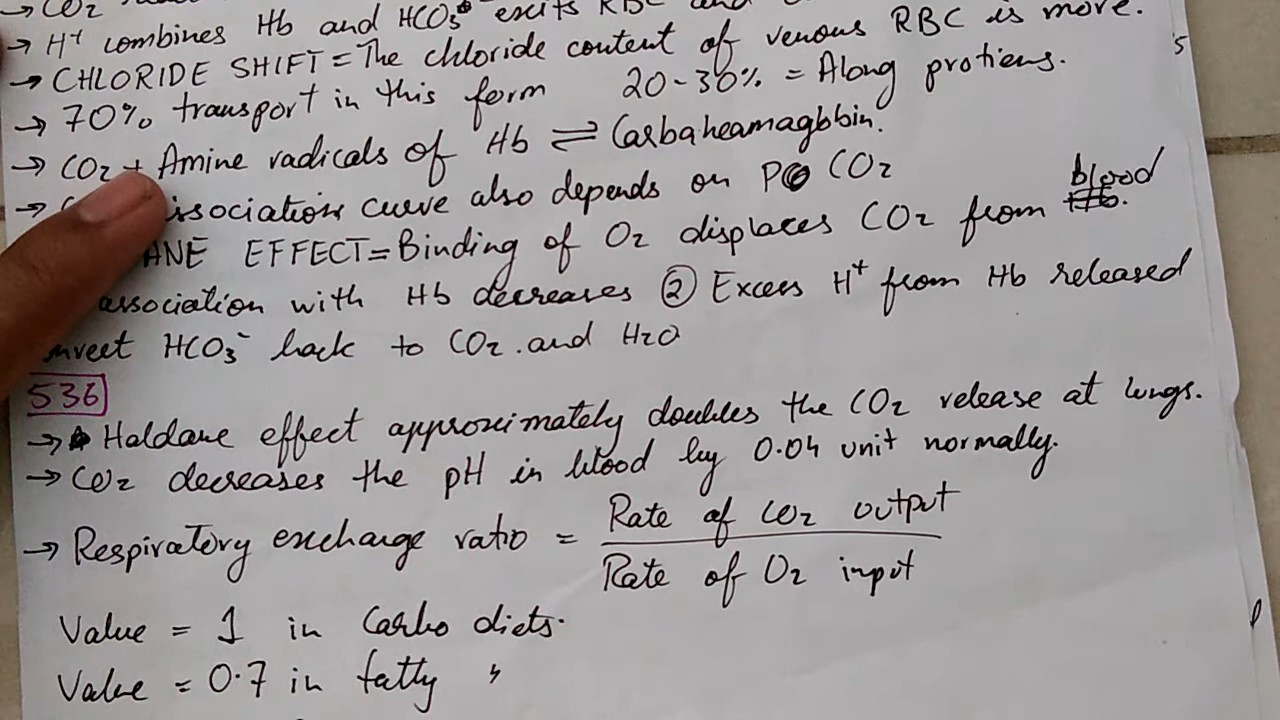 → CO2
→ H+ combines Hb and HCO3- exits RBC and
→ CHLORIDE SHIFT = The chloride content of venous RBC is more.
→ 70% transport in this form 20-30% = Along protiens.
→ CO2 + Amine radicals of Hb ⇌ Carbaheamagbbin.
→ ssociation curve also depends on P CO2
ANE EFFECT = Binding of O2 displaces CO2 from blood
association with Hb decreases ② Excess H+ from Hb released
nvert HCO3- back to CO2 . and H2O
536
→ Haldane effect approximately doubles the CO2 release at lungs.
→ CO2 decreases the pH in blood by 0.04 unit normally.
→ Respiratory exchange ratio = Rate of CO2 output
Rate of O2 input
Value = 1 in Carbo diets.
Value = 0.7 in fatty "